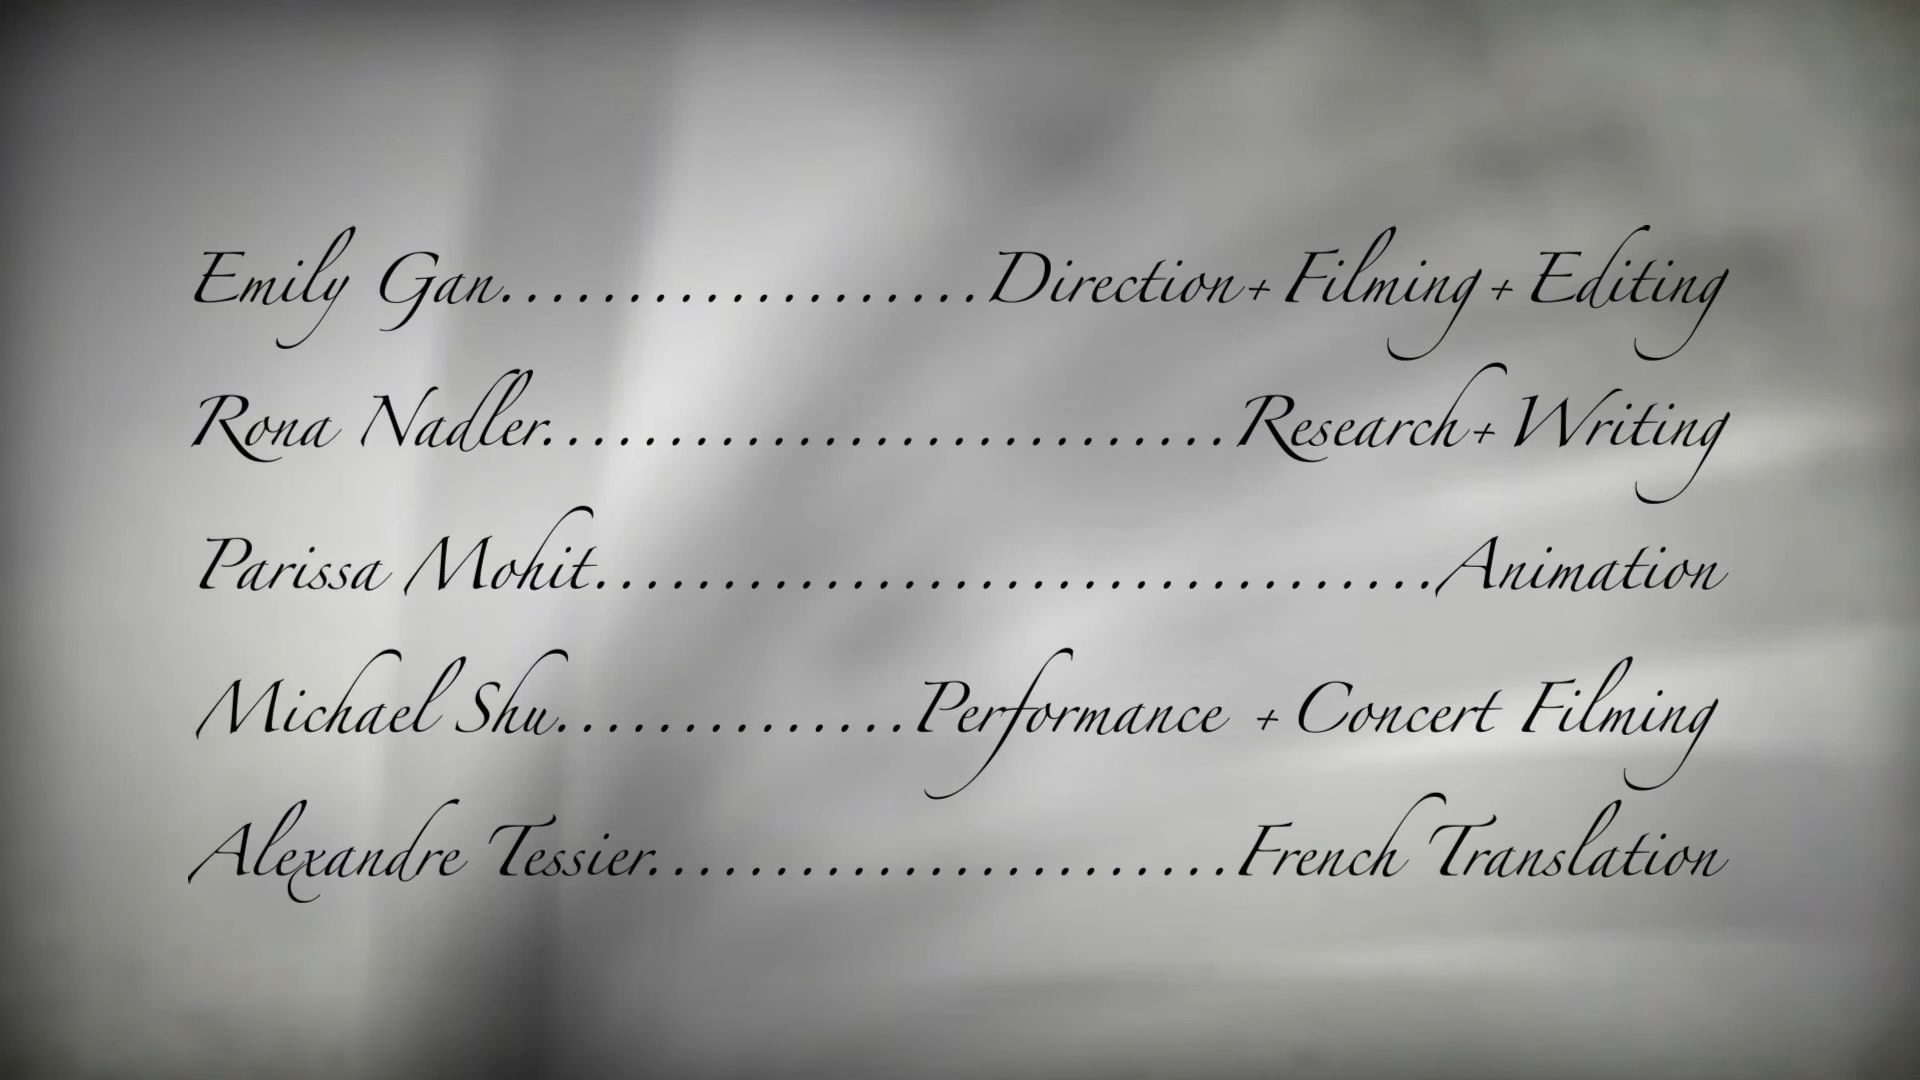 Emily Gan...................Direction + Filming + Editing
Rona Nadler...........................Research + Writing
Parissa Mohit.................................Animation
Michael Shu..............Performance + Concert Filming
Alexandre Tessier.......................French Translation